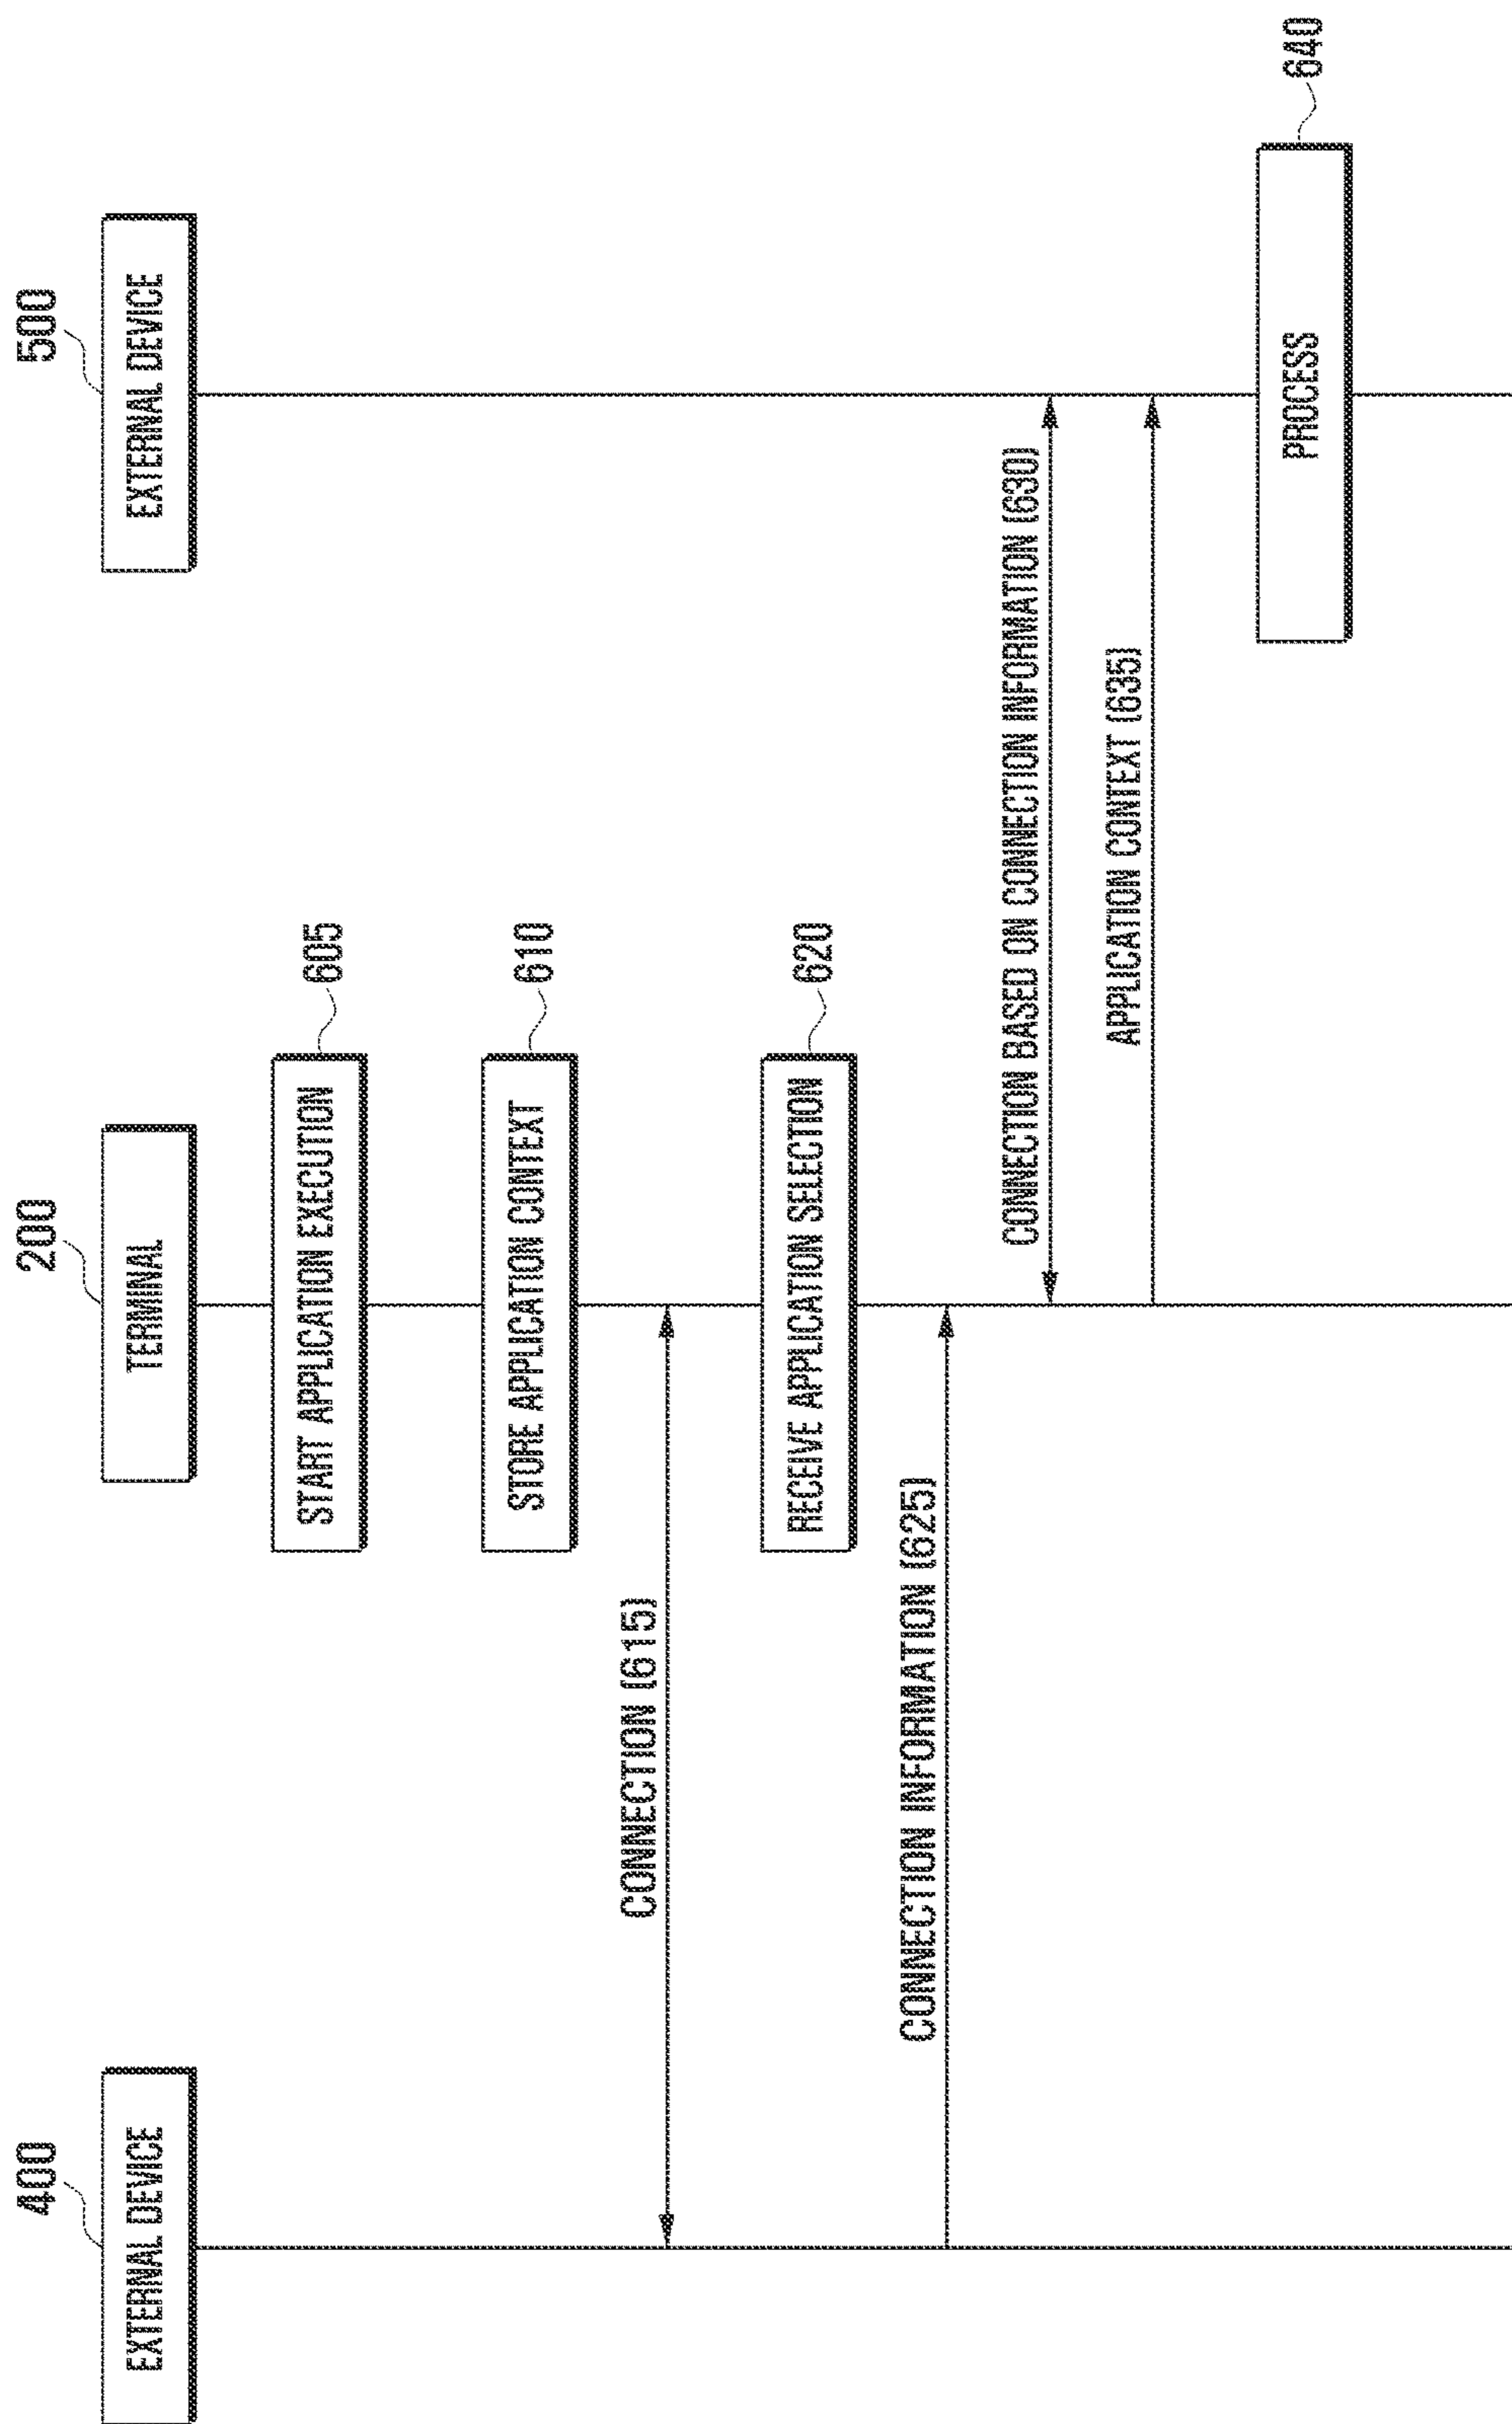 400
200
500
EXTERNAL DEVICE
TERMINAL
EXTERNAL DEVICE
START APPLICATION EXECUTION
605
STORE APPLICATION CONTEXT
610
CONNECTION (615)
RECEIVE APPLICATION SELECTION
620
CONNECTION INFORMATION (625)
CONNECTION BASED ON CONNECTION INFORMATION (630)
APPLICATION CONTEXT (635)
PROCESS
640